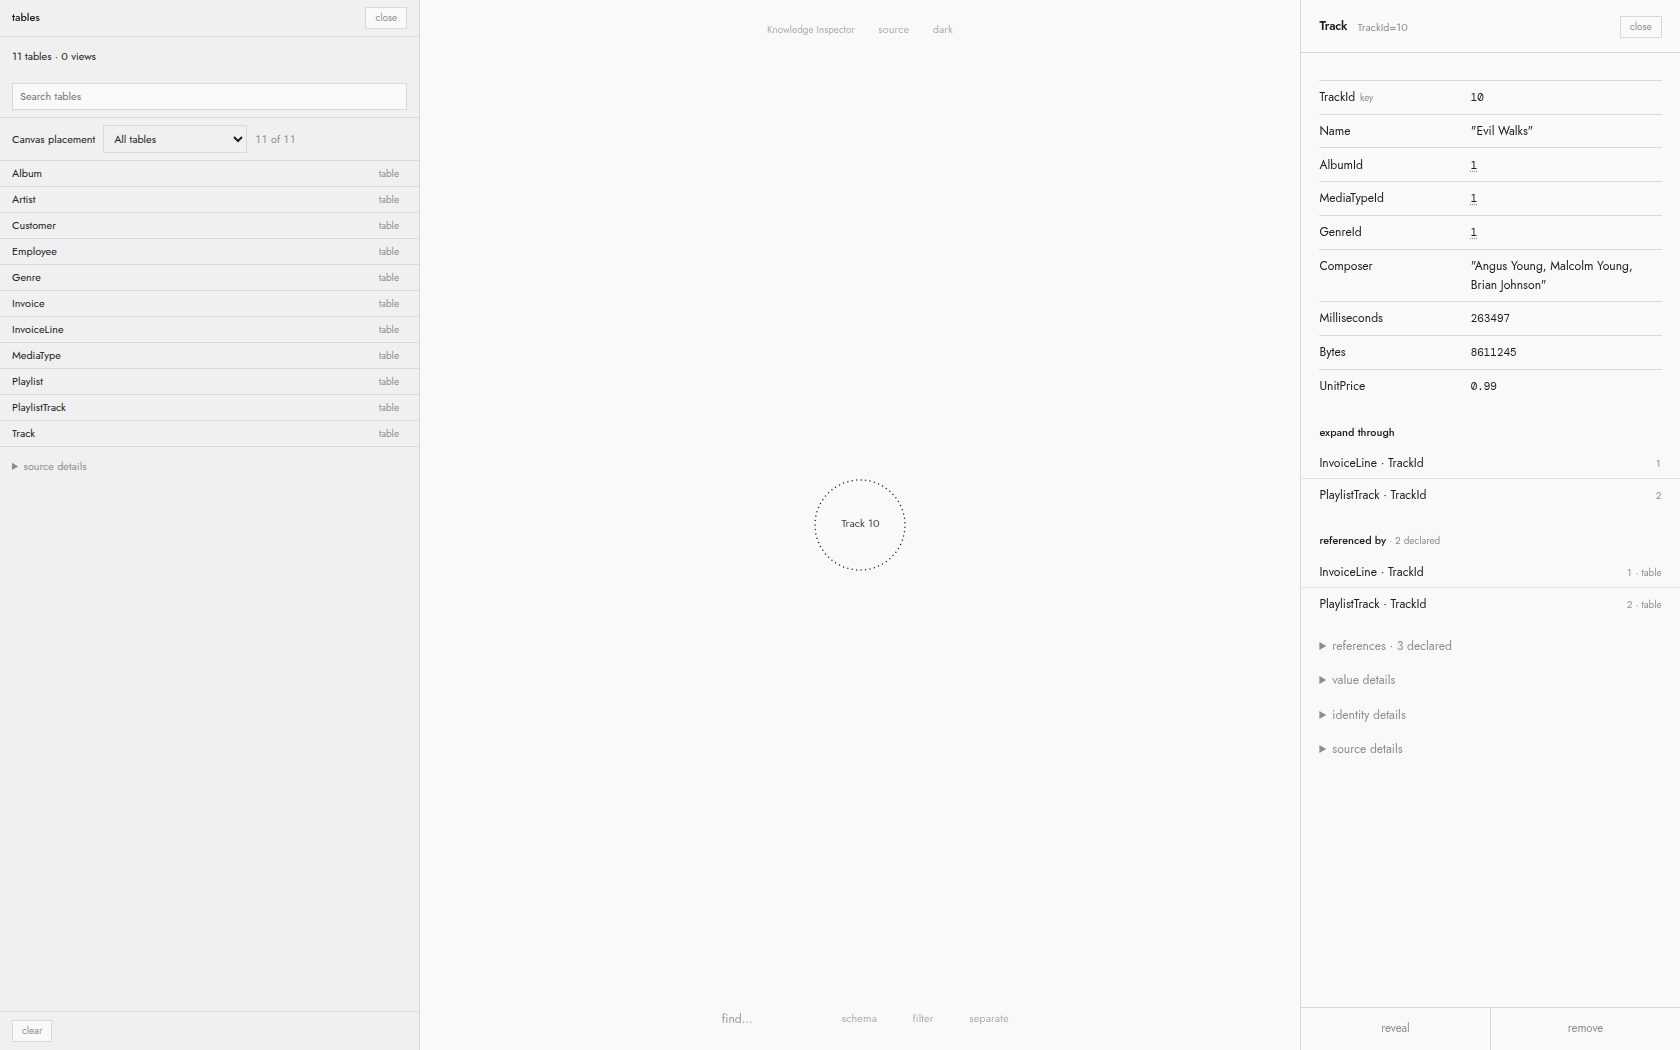 tables
close
11 tables · 0 views
Search tables
Canvas placement All tables 11 of 11
Album table
Artist table
Customer table
Employee table
Genre table
Invoice table
InvoiceLine table
MediaType table
Playlist table
PlaylistTrack table
Track table
source details
clear
Knowledge Inspector source dark
Track 10
find... schema filter separate
Track TrackId=10 close
TrackId key 10
Name "Evil Walks"
AlbumId 1
MediaTypeId 1
GenreId 1
Composer "Angus Young, Malcolm Young,
Brian Johnson"
Milliseconds 263497
Bytes 8611245
UnitPrice 0.99
expand through
InvoiceLine · TrackId 1
PlaylistTrack · TrackId 2
referenced by · 2 declared
InvoiceLine · TrackId 1 · table
PlaylistTrack · TrackId 2 · table
references · 3 declared
value details
identity details
source details
reveal remove